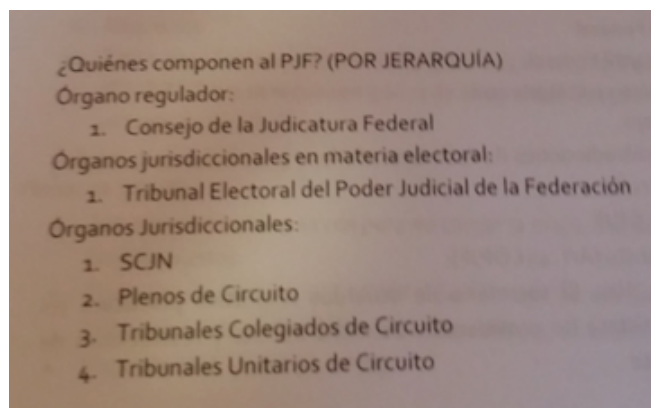 ¿Quiénes componen al PJF? (POR JERARQUÍA)
Órgano regulador:
1. Consejo de la Judicatura Federal
Órganos jurisdiccionales en materia electoral:
1. Tribunal Electoral del Poder Judicial de la Federación
Órganos Jurisdiccionales:
1. SCJN
2. Plenos de Circuito
3. Tribunales Colegiados de Circuito
4. Tribunales Unitarios de Circuito